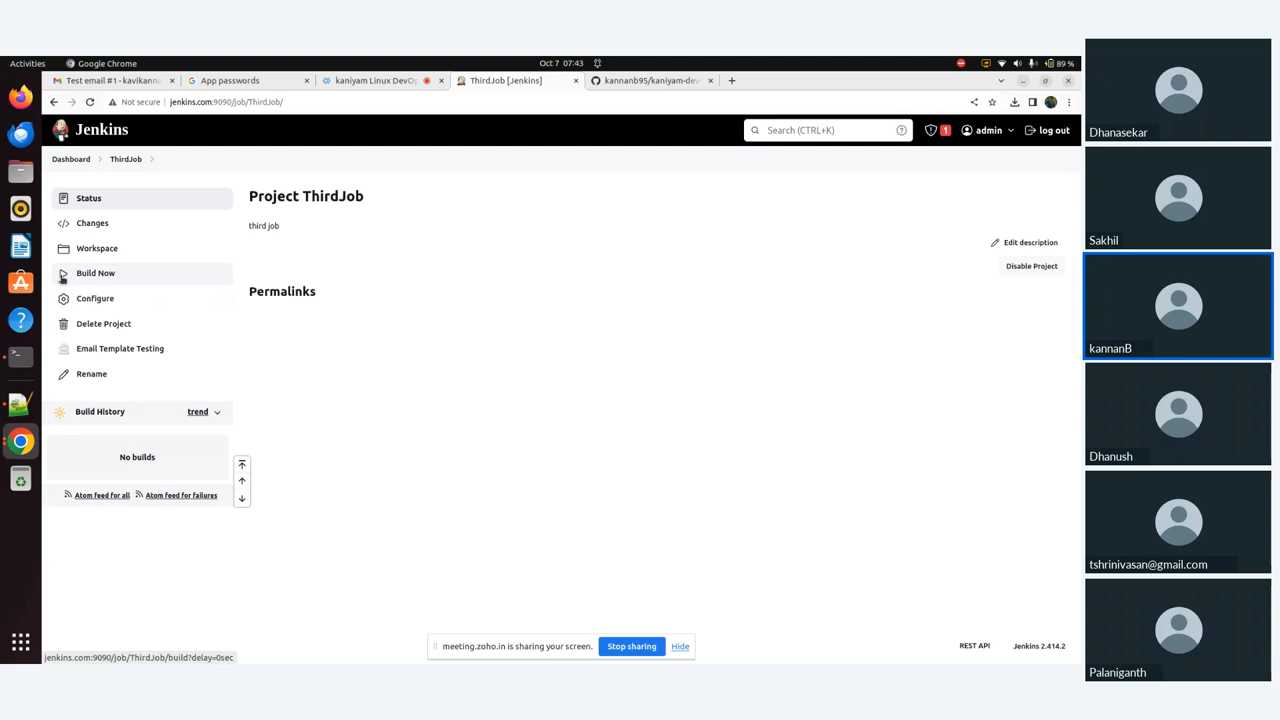 Activities
Google Chrome
Oct 7 07:43
89 %
Test email #1 - kavikanna
App passwords
kaniyam Linux DevOp
ThirdJob [Jenkins]
kannanb95/kaniyam-dev
Not secure
jenkins.com:9090/job/ThirdJob/
Jenkins
Search (CTRL+K)
1
admin
log out
Dashboard
ThirdJob
Status
Changes
Workspace
Build Now
Configure
Delete Project
Email Template Testing
Rename
Build History
trend
No builds
Atom feed for all
Atom feed for failures
Project ThirdJob
third job
Edit description
Disable Project
Permalinks
meeting.zoho.in is sharing your screen.
Stop sharing
Hide
REST API
Jenkins 2.414.2
jenkins.com:9090/job/ThirdJob/build?delay=0sec
Dhanasekar
Sakhil
kannanB
Dhanush
tshrinivasan@gmail.com
Palaniganth